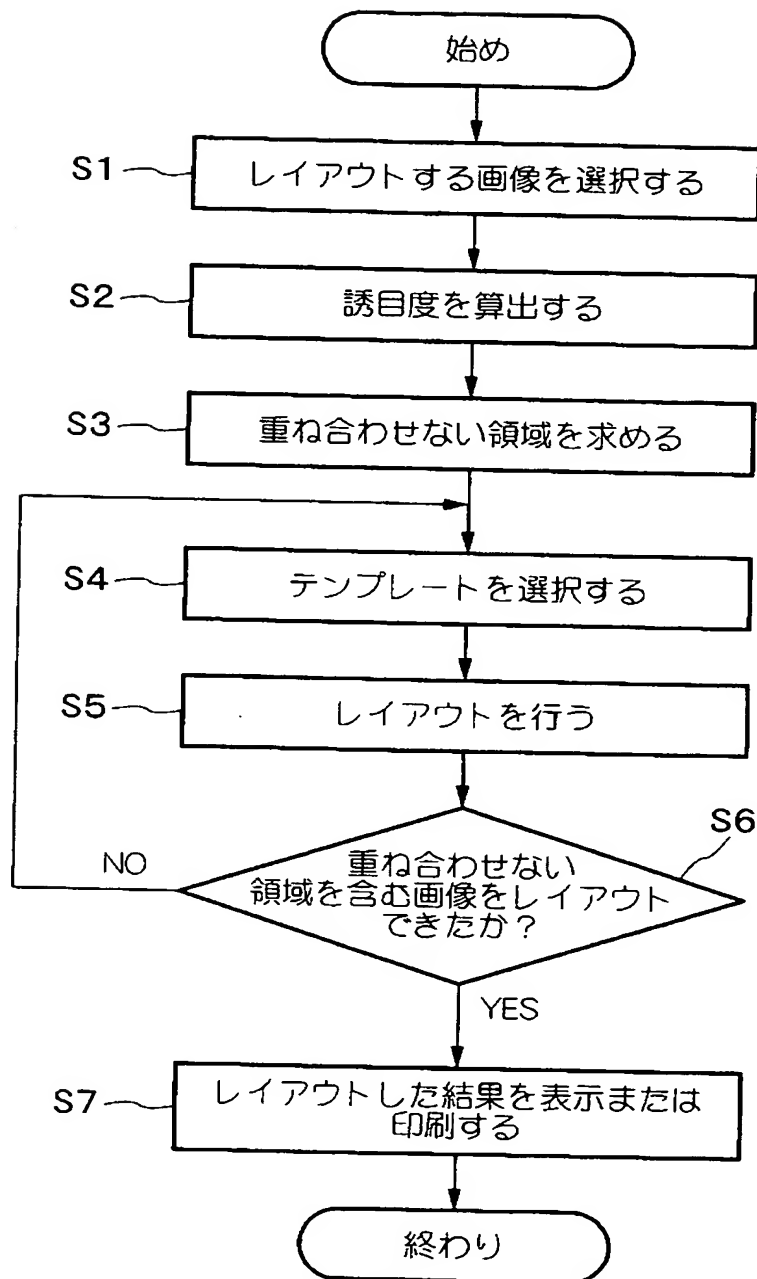 始め
S1
レイアウトする画像を選択する
S2
誘目度を算出する
S3
重ね合わせない領域を求める
S4
テンプレートを選択する
S5
レイアウトを行う
S6
重ね合わせない
領域を含む画像をレイアウト
できたか?
NO
YES
S7
レイアウトした結果を表示または
印刷する
終わり